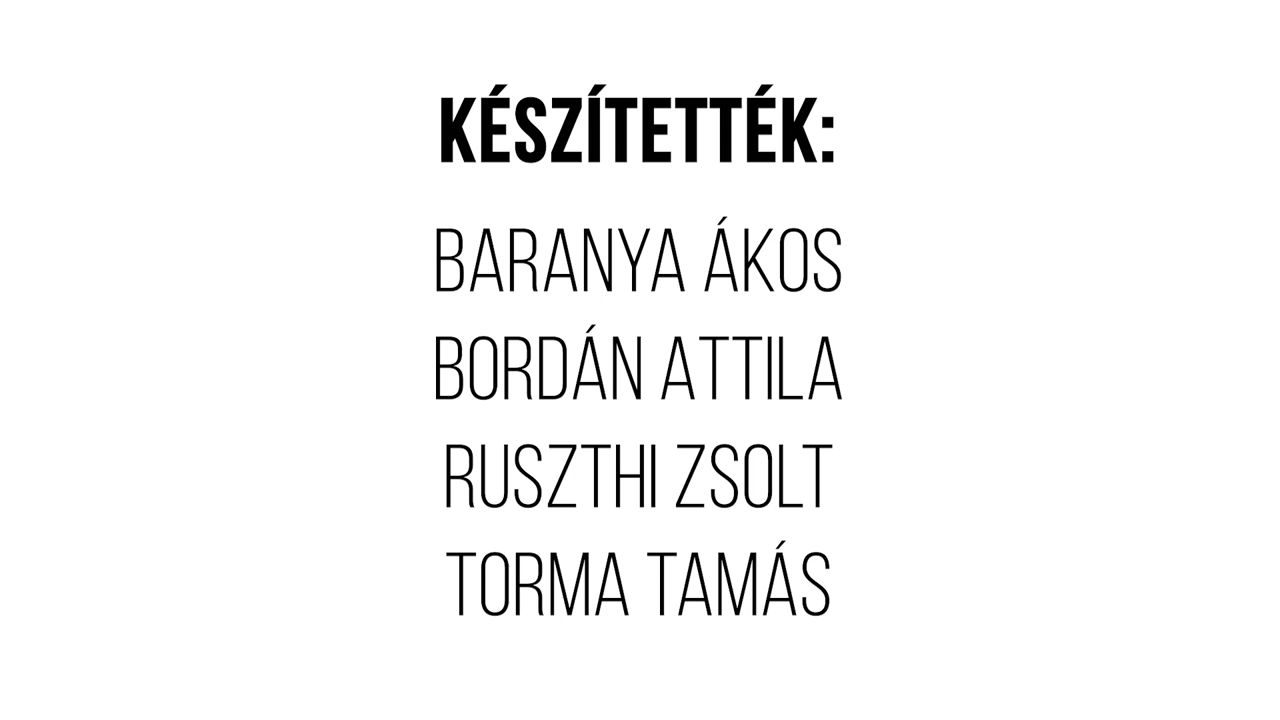 KÉSZÍTETTÉK:
BARANYA ÁKOS
BORDÁN ATTILA
RUSZTHI ZSOLT
TORMA TAMÁS